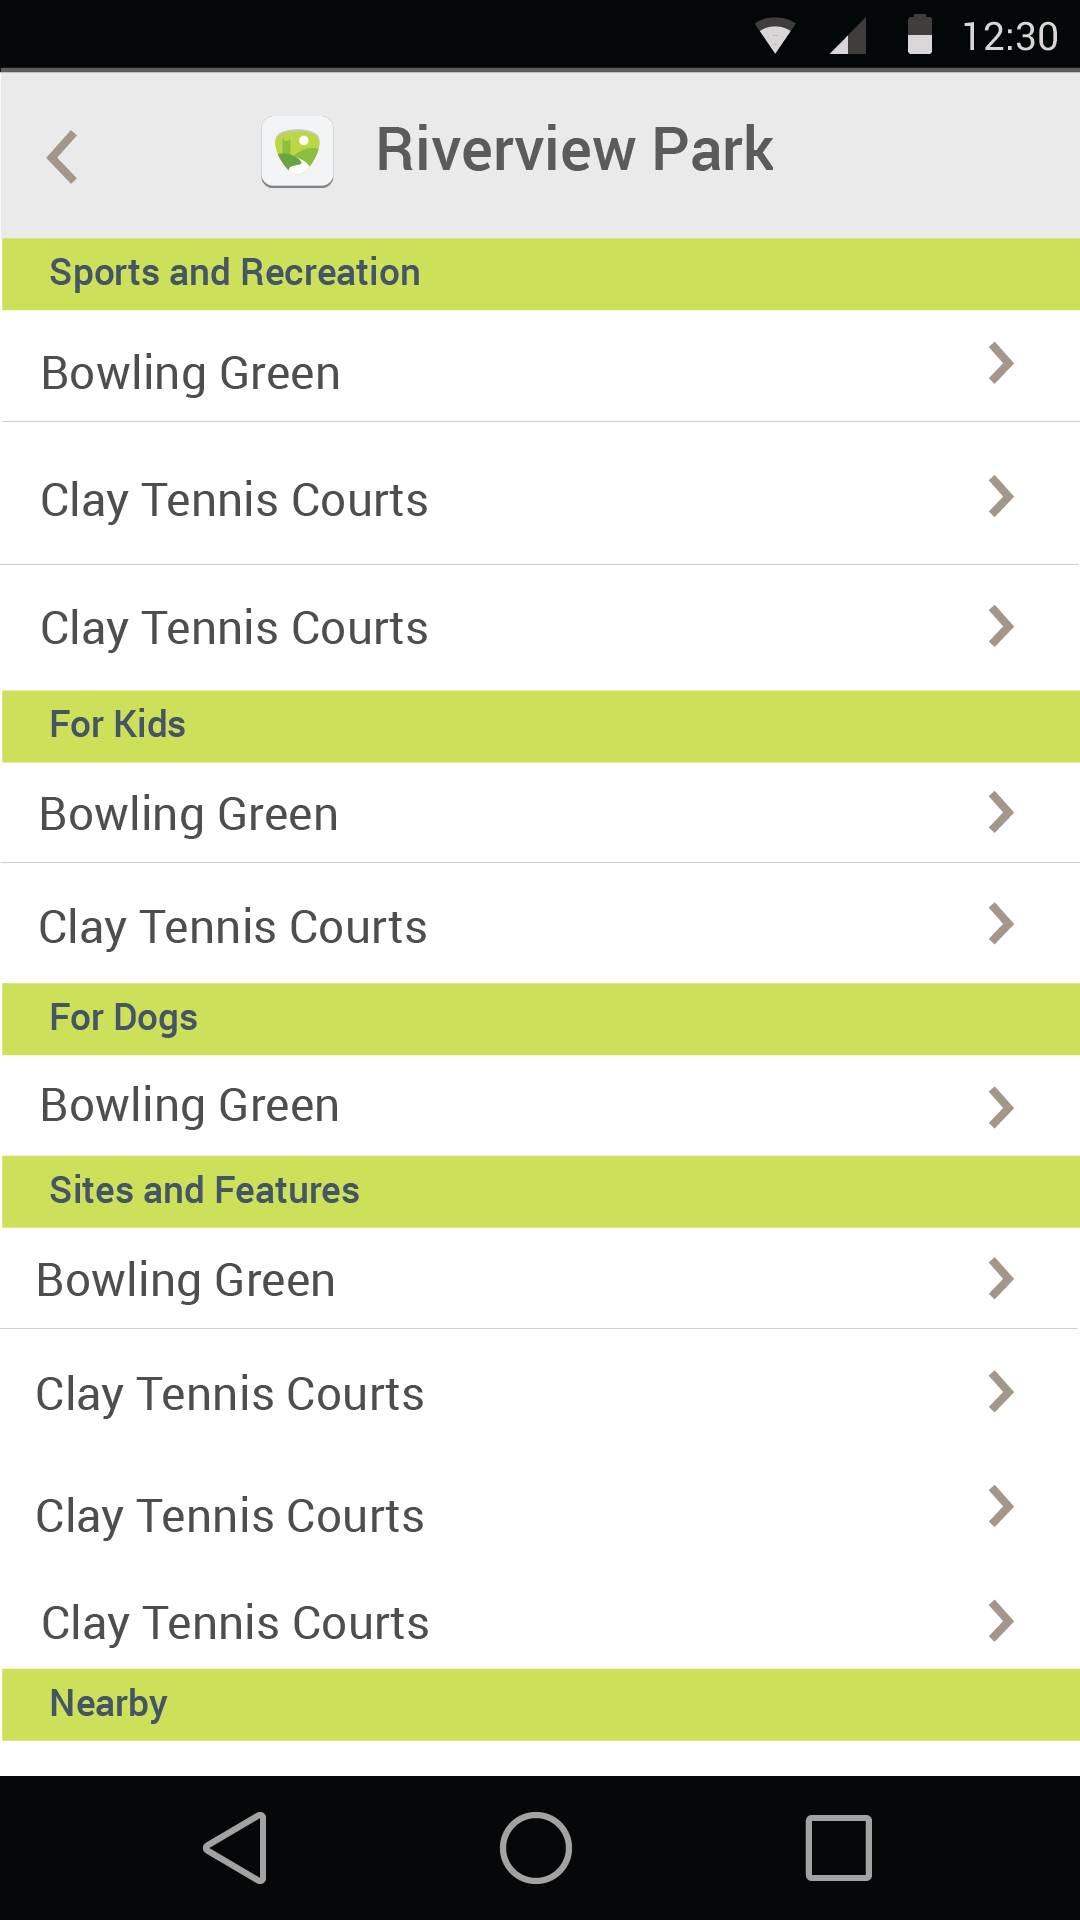 12:30
Riverview Park
Sports and Recreation
Bowling Green
Clay Tennis Courts
Clay Tennis Courts
For Kids
Bowling Green
Clay Tennis Courts
For Dogs
Bowling Green
Sites and Features
Bowling Green
Clay Tennis Courts
Clay Tennis Courts
Clay Tennis Courts
Nearby